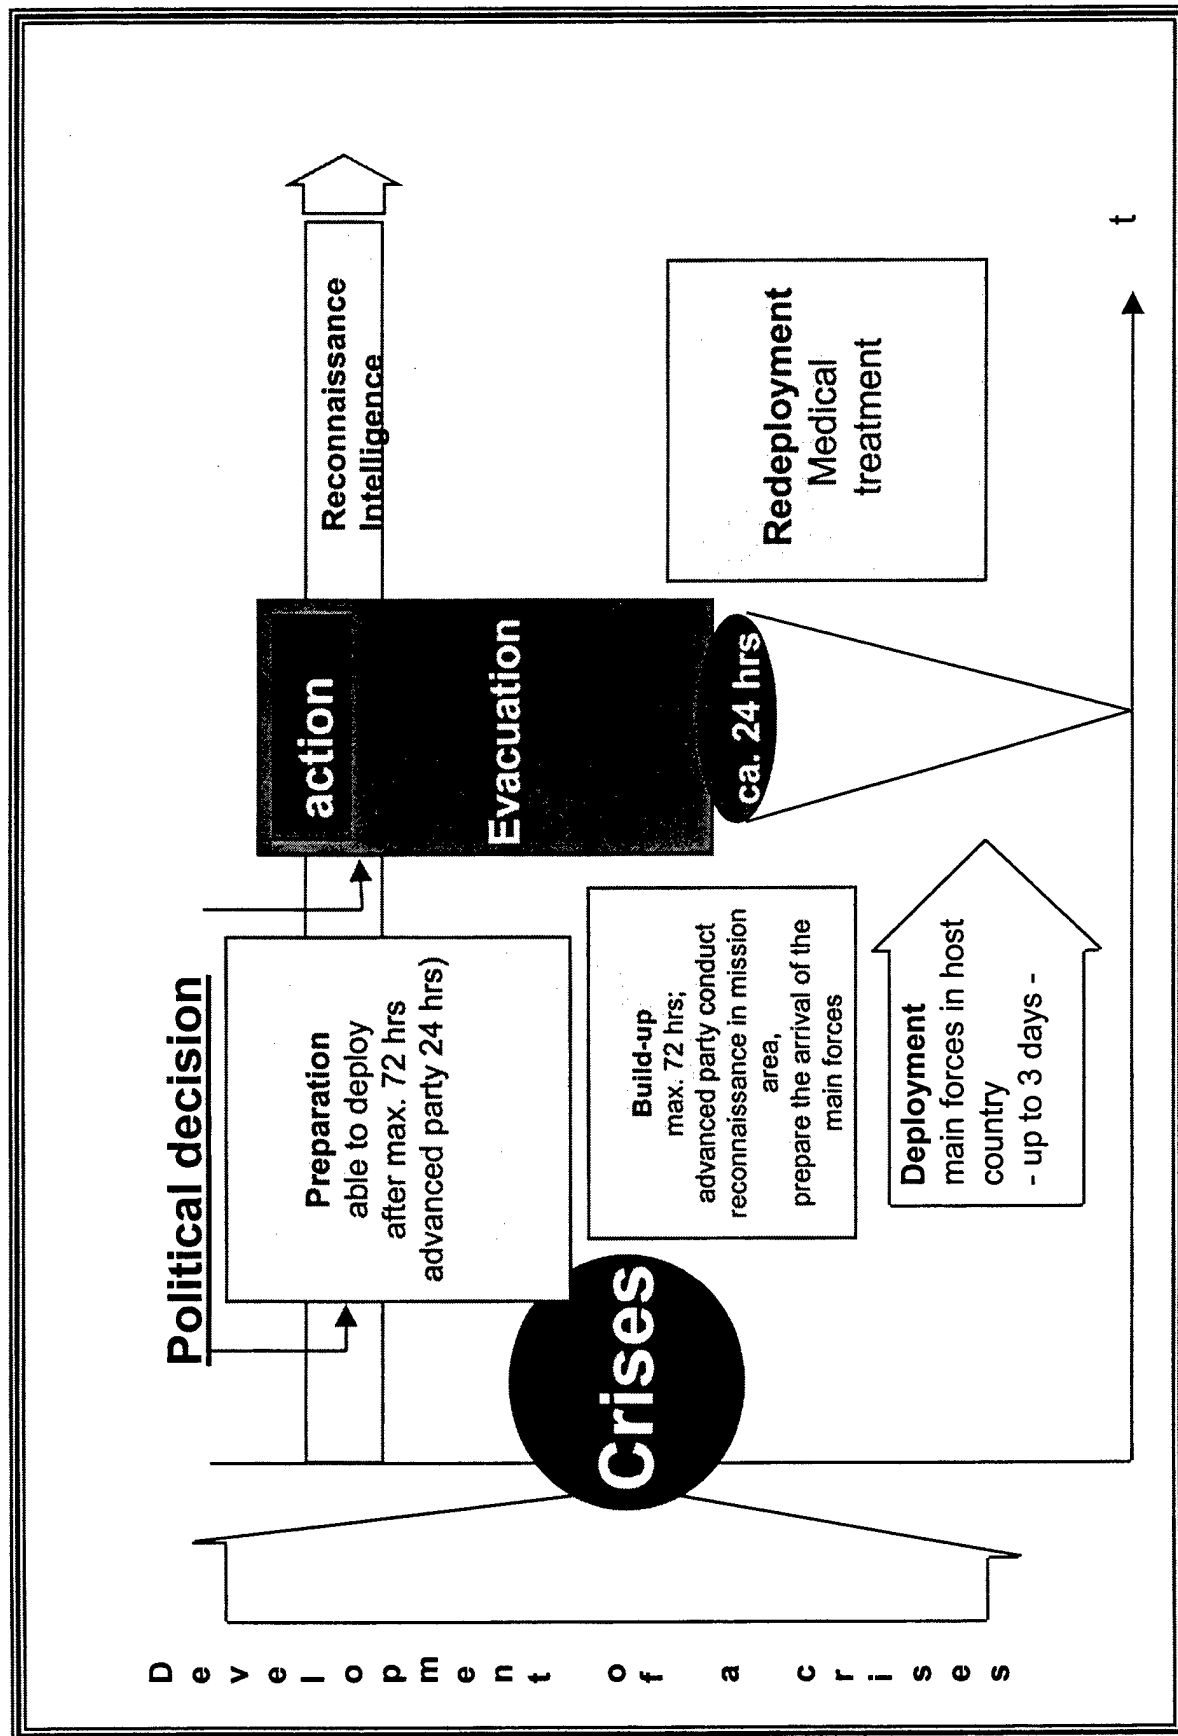 Development of a crises
Political decision
Crises
Preparation
able to deploy
after max. 72 hrs
advanced party 24 hrs)
Build-up
max. 72 hrs;
advanced party conduct
reconnaissance in mission
area,
prepare the arrival of the
main forces
Deployment
main forces in host
country
- up to 3 days -
action
Evacuation
ca. 24 hrs
Reconnaissance
Intelligence
Redeployment
Medical
treatment
t